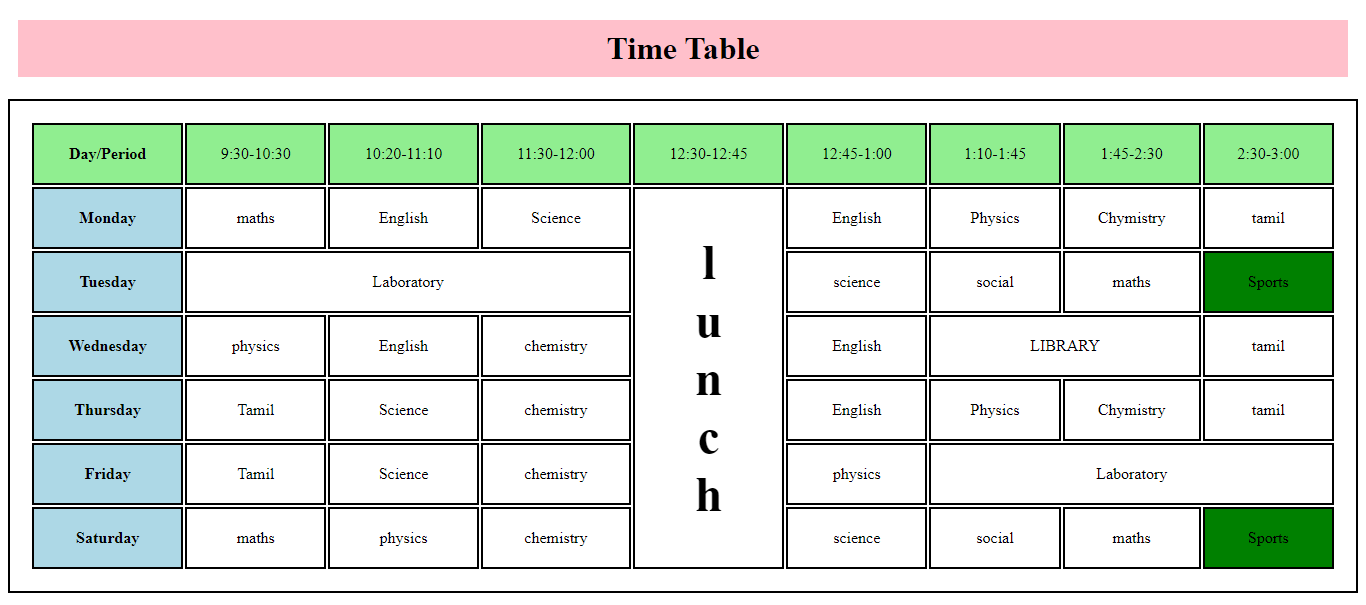 Time Table
Day/Period 9:30-10:30 10:20-11:10 11:30-12:00 12:30-12:45 12:45-1:00 1:10-1:45 1:45-2:30 2:30-3:00
Monday maths English Science lunch English Physics Chymistry tamil
Tuesday Laboratory science social maths Sports
Wednesday physics English chemistry English LIBRARY tamil
Thursday Tamil Science chemistry English Physics Chymistry tamil
Friday Tamil Science chemistry physics Laboratory
Saturday maths physics chemistry science social maths Sports